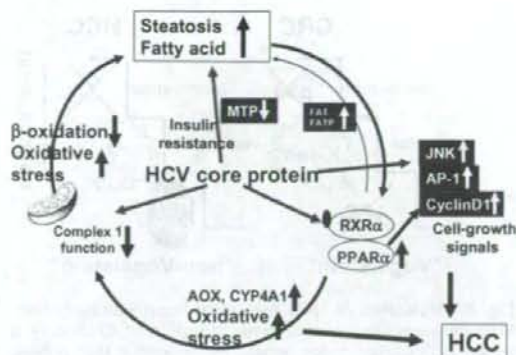 Steatosis
Fatty acid
MTP
FAT
FATP
Insulin
resistance
β-oxidation
Oxidative
stress
HCV core protein
JNK
AP-1
CyclinD1
RXRα
PPARα
Cell-growth
signals
Complex 1
function
AOX, CYP4A1
Oxidative
stress
HCC